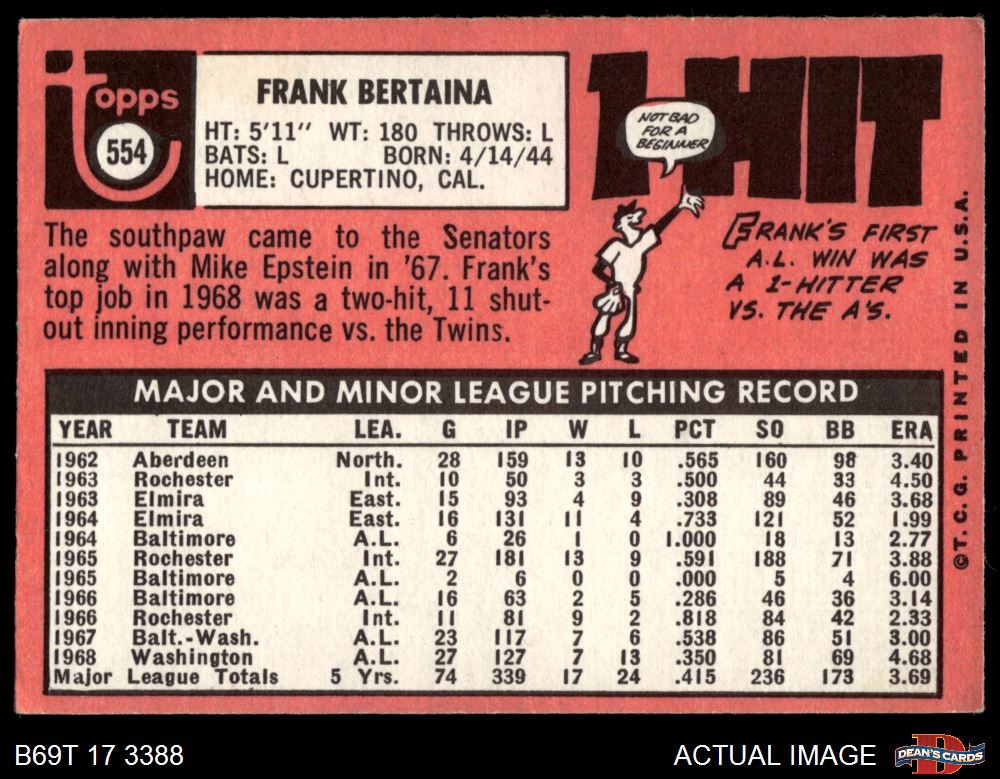 Topps
554
FRANK BERTAINA
HT: 5'11" WT: 180 THROWS: L
BATS: L BORN: 4/14/44
HOME: CUPERTINO, CAL.
The southpaw came to the Senators
along with Mike Epstein in '67. Frank's
top job in 1968 was a two-hit, 11 shut-
out inning performance vs. the Twins.
1-HIT
NOT BAD
FOR A
BEGINNER
FRANK'S FIRST
A.L. WIN WAS
A 1-HITTER
VS. THE A'S.
MAJOR AND MINOR LEAGUE PITCHING RECORD
YEAR TEAM LEA. G IP W L PCT SO BB ERA
1962 Aberdeen North. 28 159 13 10 .565 160 98 3.40
1963 Rochester Int. 10 50 3 3 .500 44 33 4.50
1963 Elmira East. 15 93 4 9 .308 89 46 3.68
1964 Elmira East. 16 131 11 4 .733 121 52 1.99
1964 Baltimore A.L. 6 26 1 0 1.000 18 13 2.77
1965 Rochester Int. 27 181 13 9 .591 188 71 3.88
1965 Baltimore A.L. 2 6 0 0 .000 5 4 6.00
1966 Baltimore A.L. 16 63 2 5 .286 46 36 3.14
1966 Rochester Int. 11 81 9 2 .818 84 42 2.33
1967 Balt.-Wash. A.L. 23 117 7 6 .538 86 51 3.00
1968 Washington A.L. 27 127 7 13 .350 81 69 4.68
Major League Totals 5 Yrs. 74 339 17 24 .415 236 173 3.69
©T. C. G. PRINTED IN U.S.A.
B69T 17 3388
ACTUAL IMAGE
D
DEAN'S CARDS